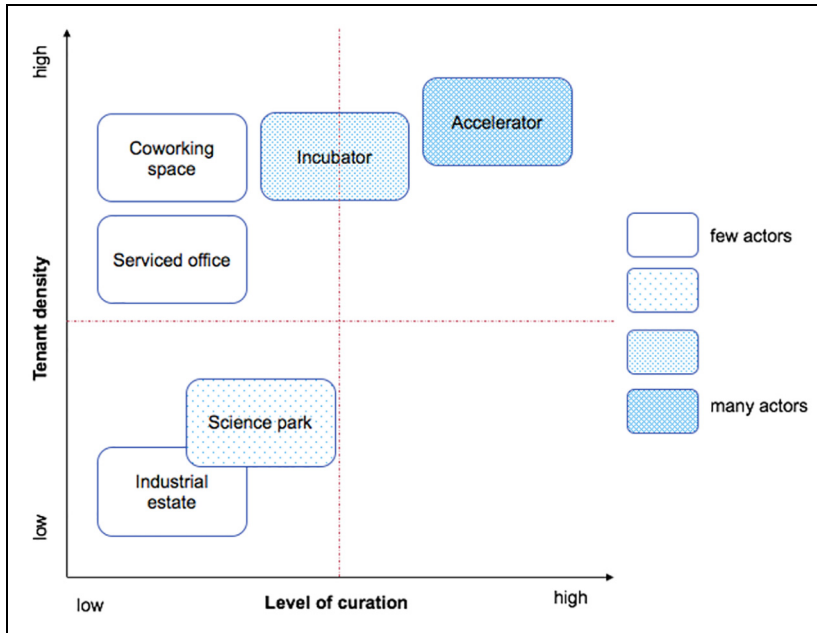 high
Accelerator
Coworking
space
Incubator
few actors
Serviced office
Tenant density
many actors
Science park
Industrial
estate
low
low
Level of curation
high